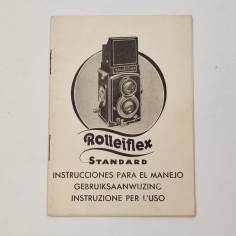 Rolleiflex
STANDARD
INSTRUCCIONES PARA EL MANEJO
GEBRUIKSAANWIJZING
INSTRUZIONE PER L'USO